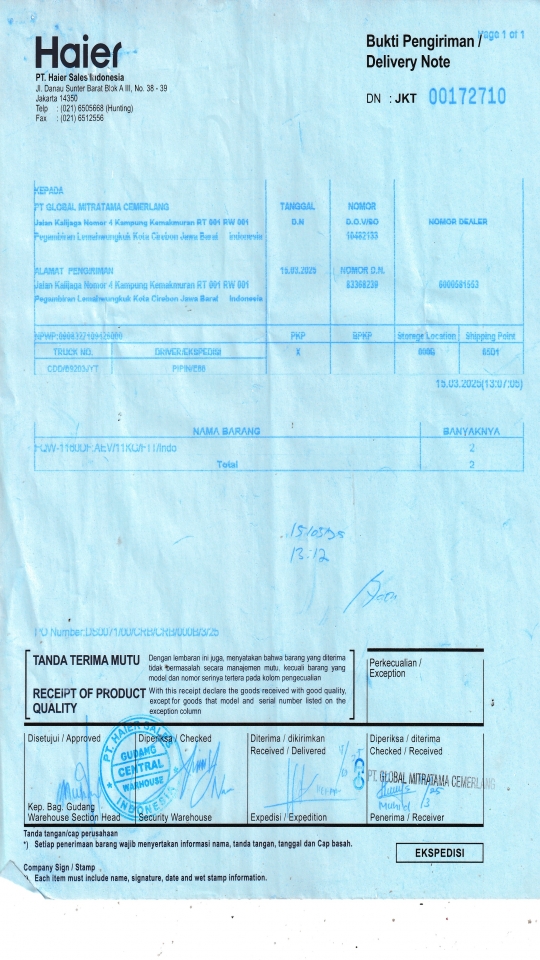 Page 1 of 1
Haier
Bukti Pengiriman /
Delivery Note
PT. Haier Sales Indonesia
Jl. Danau Sunter Barat Blok A III, No. 38 - 39
Jakarta 14350
Telp : (021) 6505668 (Hunting)
Fax : (021) 6512556
DN : JKT 00172710
KEPADA
PT GLOBAL MITRATAMA CEMERLANG TANGGAL NOMOR
Jalan Kalijaga Nomor 4 Kampung Kemakmuran RT 001 RW 001 D.N D.O.V/SO NOMOR DEALER
Pegambiran Lemahwungkuk Kota Cirebon Jawa Barat Indonesia
ALAMAT PENGIRIMAN 15.03.2025 NOMOR D.N.
Jalan Kalijaga Nomor 4 Kampung Kemakmuran RT 001 RW 001 83368239
Pegambiran Lemahwungkuk Kota Cirebon Jawa Barat Indonesia
PKP BPKP Storage Location Shipping Point
TRUCK NO. DRIVER/EKSPEDISI X
15.03.2025(13:07:05)
NAMA BARANG BANYAKNYA
2
Total 2
13:12
TANDA TERIMA MUTU
Dengan lembaran ini juga, menyatakan bahwa barang yang diterima
tidak bermasalah secara manajemen mutu, kecuali barang yang
model dan nomor serinya tertera pada kolom pengecualian
RECEIPT OF PRODUCT
QUALITY
With this receipt declare the goods received with good quality,
except for goods that model and serial number listed on the
exception column
Perkecualian /
Exception
Disetujui / Approved
Diperiksa / Checked
Diterima / dikirimkan
Received / Delivered
Diperiksa / diterima
Checked / Received
PT. HAIER SALES
GUDANG
CENTRAL
WAREHOUSE
INDONESIA
PT. GLOBAL MITRATAMA CEMERLANG
Kep. Bag. Gudang
Warehouse Section Head
Security Warehouse
Expedisi / Expedition
Penerima / Receiver
Tanda tangan/cap perusahaan
*) Setiap penerimaan barang wajib menyertakan informasi nama, tanda tangan, tanggal dan Cap basah.
EKSPEDISI
Company Sign / Stamp
Each item must include name, signature, date and wet stamp information.